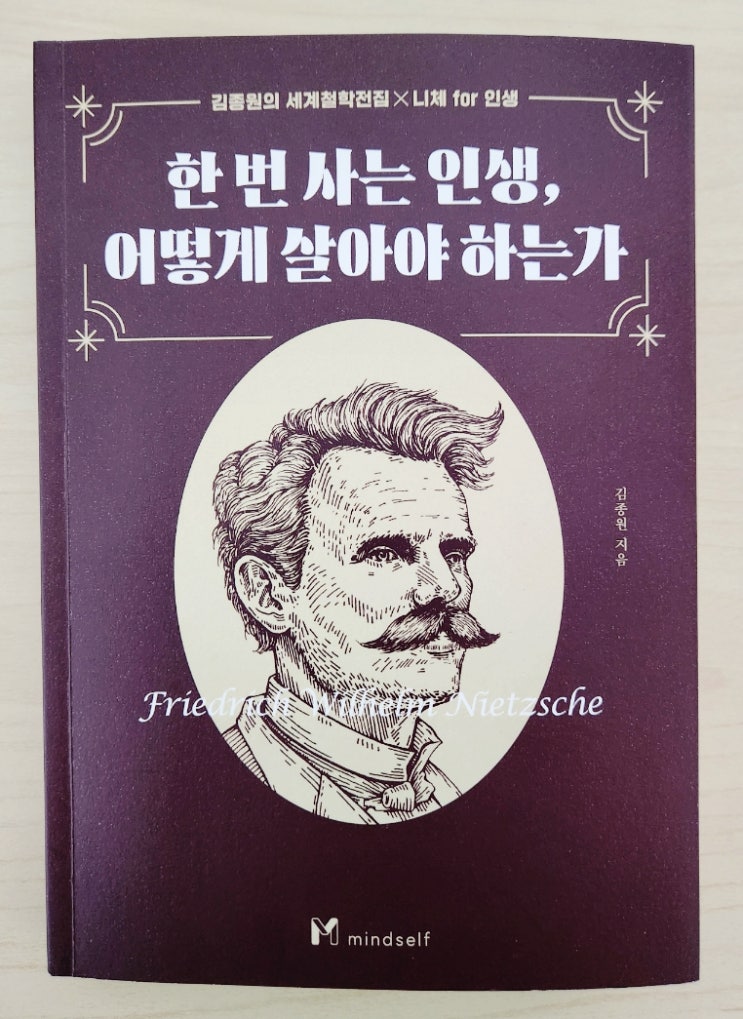 김종원의 세계철학전집×니체 for 인생
한 번 사는 인생,
어떻게 살아야 하는가
김종원 지음
Friedrich Wilhelm Nietzsche
M mindself